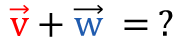 v⃗ + w⃗ = ?